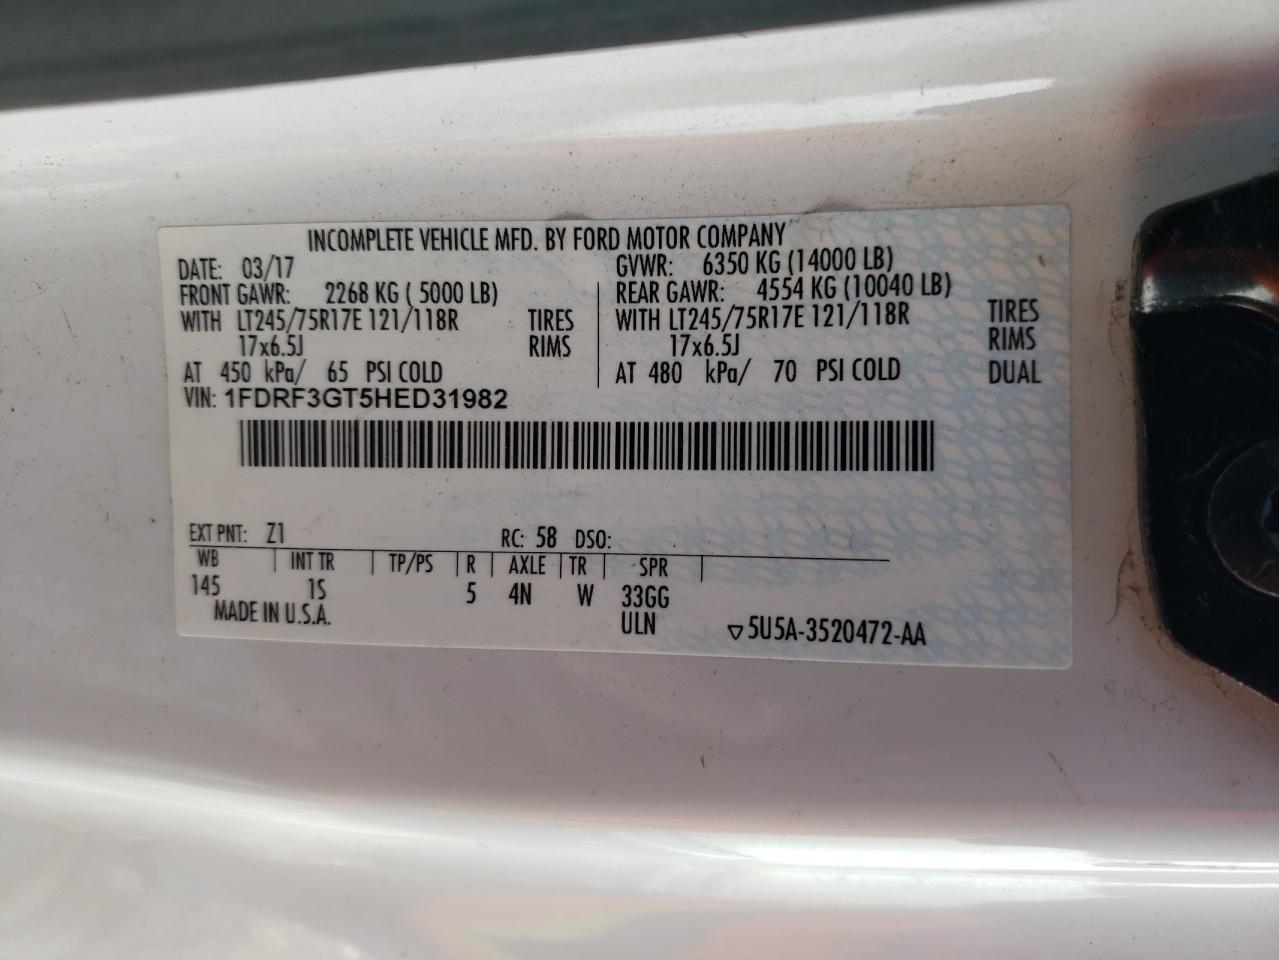 INCOMPLETE VEHICLE MFD. BY FORD MOTOR COMPANY
DATE: 03/17
GVWR: 6350 KG (14000 LB)
FRONT GAWR: 2268 KG ( 5000 LB)
REAR GAWR: 4554 KG (10040 LB)
WITH LT245/75R17E 121/118R TIRES
WITH LT245/75R17E 121/118R TIRES
17x6.5J RIMS
17x6.5J RIMS
AT 450 kPa/ 65 PSI COLD
AT 480 kPa/ 70 PSI COLD DUAL
VIN: 1FDRF3GT5HED31982
EXT PNT: Z1 RC: 58 DSO:
WB | INT TR | TP/PS | R | AXLE | TR | SPR |
145 1S 5 4N W 33GG
MADE IN U.S.A. ULN ▽5U5A-3520472-AA